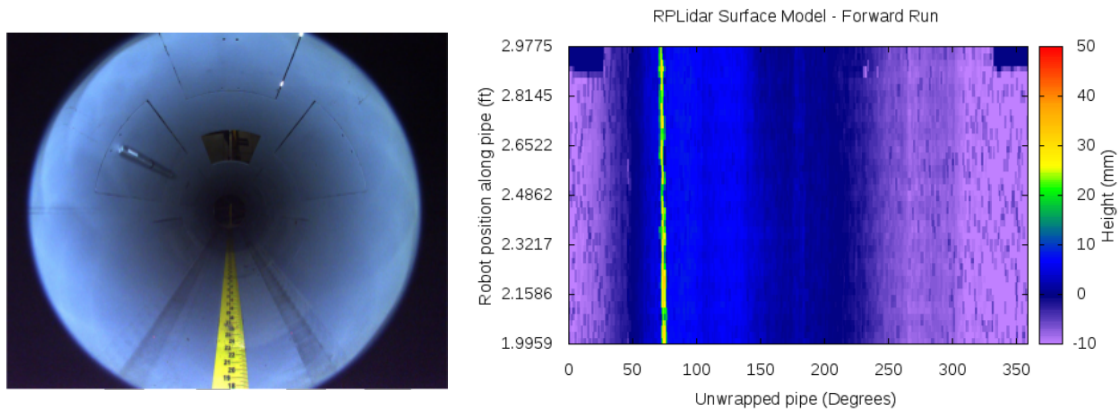 RPLidar Surface Model - Forward Run
Robot position along pipe (ft)
2.9775
2.8145
2.6522
2.4862
2.3217
2.1586
1.9959
0 50 100 150 200 250 300 350
Unwrapped pipe (Degrees)
50
40
30
20
10
0
-10
Height (mm)